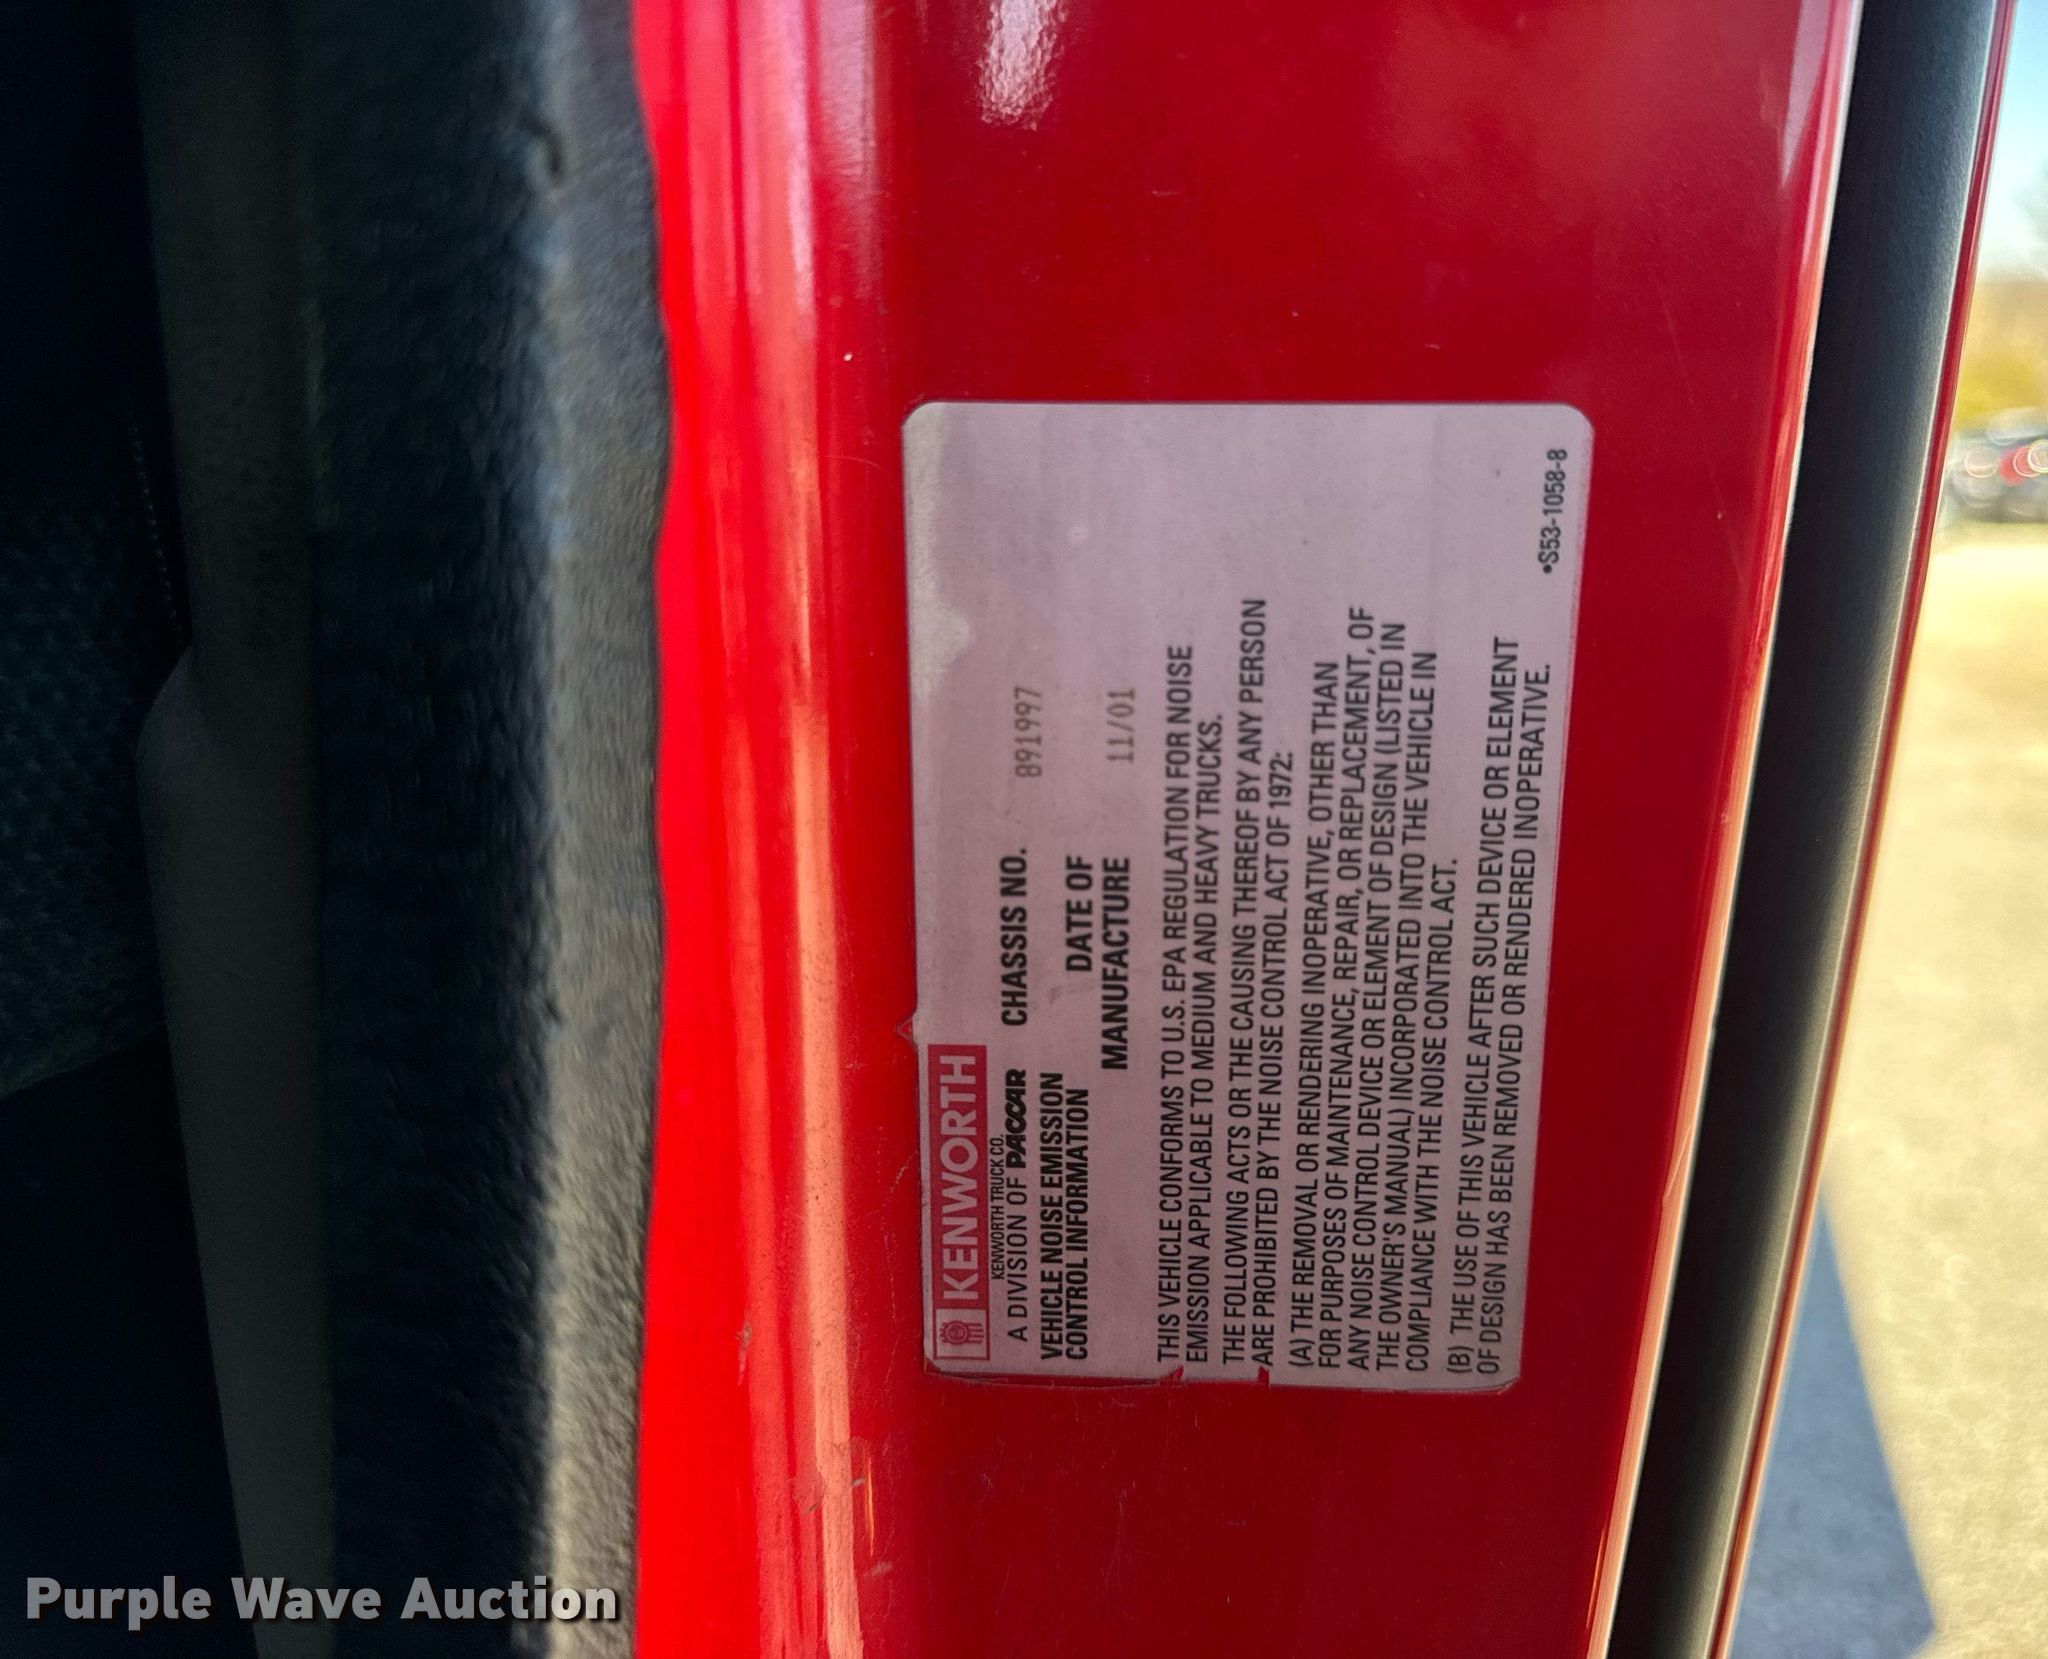 KENWORTH
KENWORTH TRUCK CO.
A DIVISION OF PACCAR
VEHICLE NOISE EMISSION
CONTROL INFORMATION
CHASSIS NO. 891997
DATE OF
MANUFACTURE 11/01
THIS VEHICLE CONFORMS TO U.S. EPA REGULATION FOR NOISE
EMISSION APPLICABLE TO MEDIUM AND HEAVY TRUCKS.
THE FOLLOWING ACTS OR THE CAUSING THEREOF BY ANY PERSON
ARE PROHIBITED BY THE NOISE CONTROL ACT OF 1972:
(A) THE REMOVAL OR RENDERING INOPERATIVE, OTHER THAN
FOR PURPOSES OF MAINTENANCE, REPAIR, OR REPLACEMENT, OF
ANY NOISE CONTROL DEVICE OR ELEMENT OF DESIGN (LISTED IN
THE OWNER'S MANUAL) INCORPORATED INTO THE VEHICLE IN
COMPLIANCE WITH THE NOISE CONTROL ACT.
(B) THE USE OF THIS VEHICLE AFTER SUCH DEVICE OR ELEMENT
OF DESIGN HAS BEEN REMOVED OR RENDERED INOPERATIVE.
•S53-1058-8
Purple Wave Auction